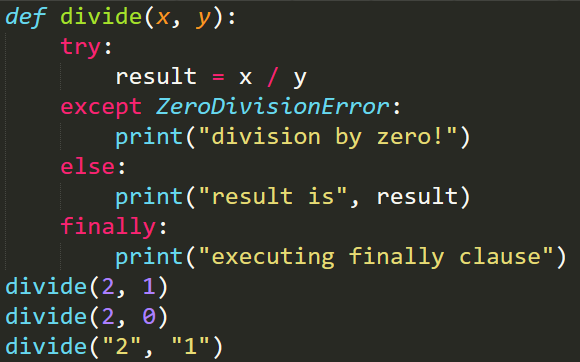 def divide(x, y):
    try:
        result = x / y
    except ZeroDivisionError:
        print("division by zero!")
    else:
        print("result is", result)
    finally:
        print("executing finally clause")
divide(2, 1)
divide(2, 0)
divide("2", "1")